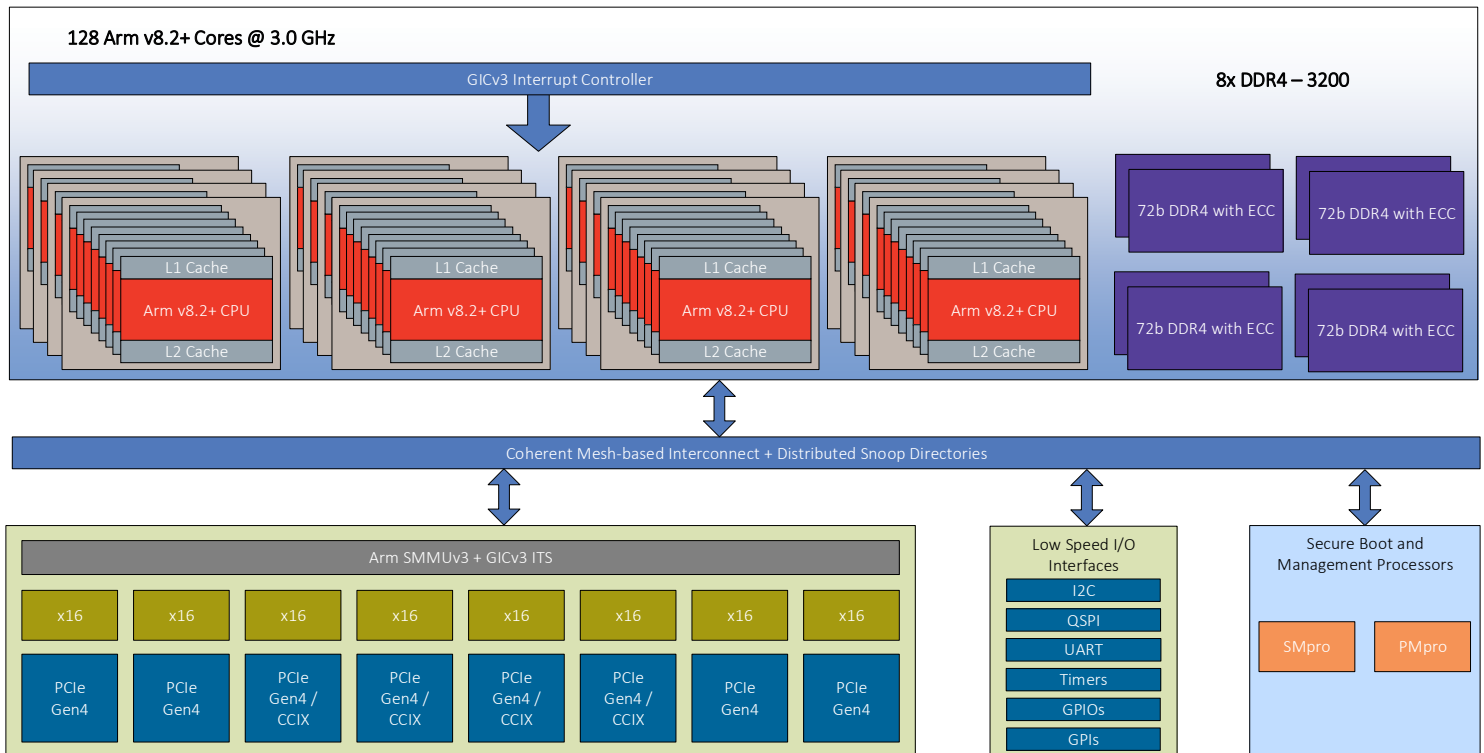 128 Arm v8.2+ Cores @ 3.0 GHz
GICv3 Interrupt Controller
8x DDR4 – 3200
L1 Cache
Arm v8.2+ CPU
L2 Cache
L1 Cache
Arm v8.2+ CPU
L2 Cache
L1 Cache
Arm v8.2+ CPU
L2 Cache
L1 Cache
Arm v8.2+ CPU
L2 Cache
72b DDR4 with ECC
72b DDR4 with ECC
72b DDR4 with ECC
72b DDR4 with ECC
Coherent Mesh-based Interconnect + Distributed Snoop Directories
Arm SMMUv3 + GICv3 ITS
x16
x16
x16
x16
x16
x16
x16
x16
PCIe
Gen4
PCIe
Gen4
PCIe
Gen4 /
CCIX
PCIe
Gen4 /
CCIX
PCIe
Gen4 /
CCIX
PCIe
Gen4 /
CCIX
PCIe
Gen4
PCIe
Gen4
Low Speed I/O
Interfaces
I2C
QSPI
UART
Timers
GPIOs
GPIs
Secure Boot and
Management Processors
SMpro
PMpro